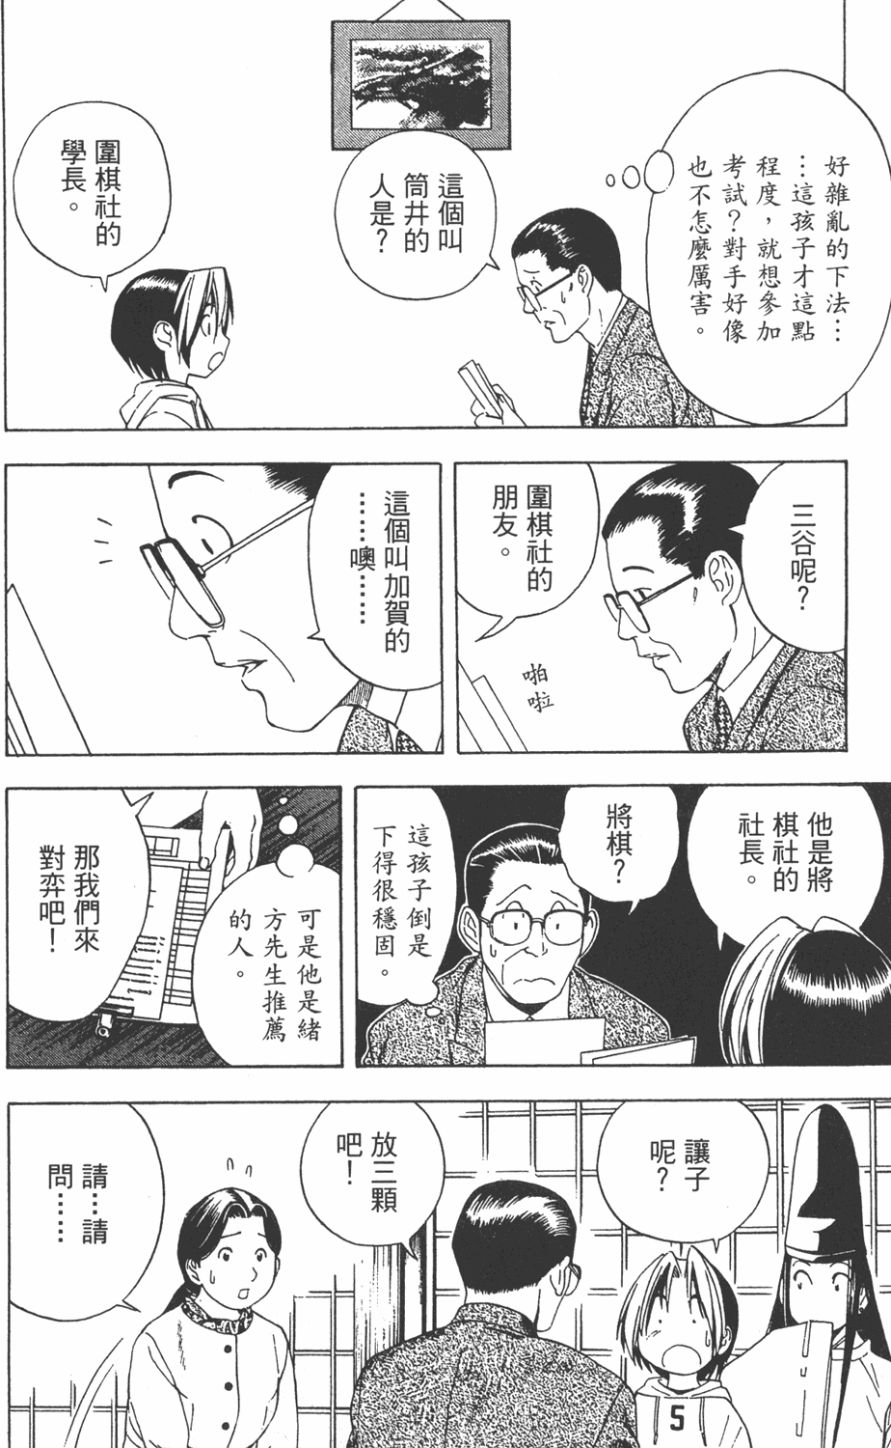 好雜亂的下法…
…這孩子才這點
程度，就想參加
考試？對手好像
也不怎麼厲害。
這個叫
筒井的
人是？
圍棋社的
學長。
三谷呢？
圍棋社的
朋友。
啪啦
這個叫加賀的
……噢……
他是將
棋社的
社長。
將棋？
這孩子倒是
下得很穩固。
可是他是緒
方先生推薦
的人。
那我們來
對弈吧！
讓子
呢？
放三顆
吧！
請…請
問……
5